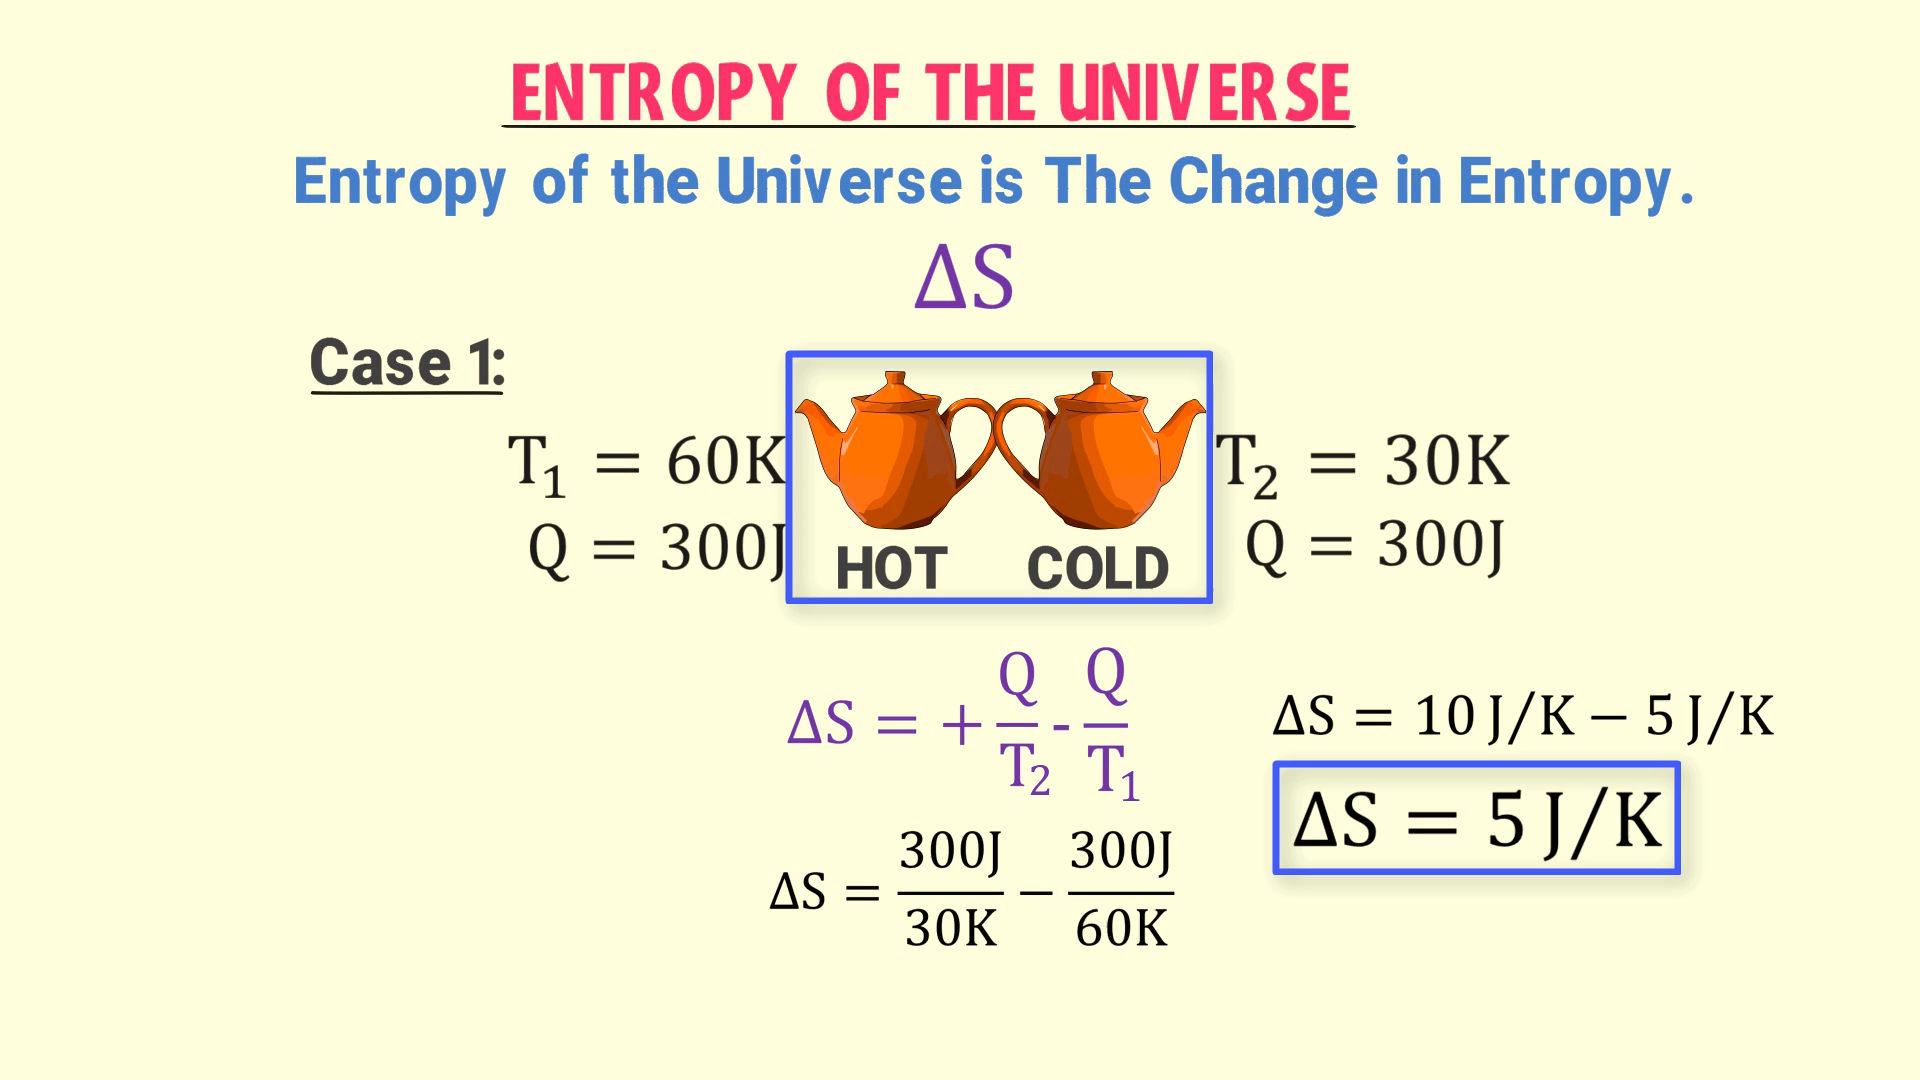 ENTROPY OF THE UNIVERSE
Entropy of the Universe is The Change in Entropy.
ΔS
Case 1:
T₁ = 60K
Q = 300J
HOT COLD
T₂ = 30K
Q = 300J
ΔS = + Q/T₂ - Q/T₁
ΔS = 300J/30K − 300J/60K
ΔS = 10 J/K − 5 J/K
ΔS = 5 J/K